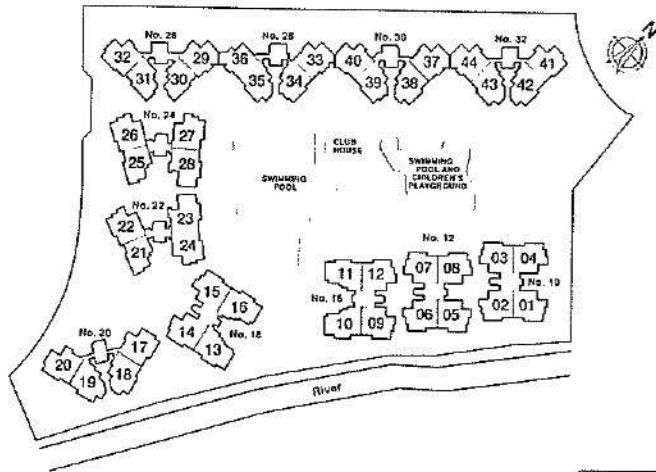 No. 26
No. 28
No. 30
No. 32
N
32 29 36 33 40 37 44 41
31 30 35 34 39 38 43 42
No. 24
26 27
25 28
CLUB
HOUSE
SWIMMING
POOL
SWIMMING
POOL AND
CHILDREN'S
PLAYGROUND
No. 22
22 23
21 24
No. 12
11 12 07 08 03 04
No. 16
No. 10
10 09 06 05 02 01
15 16
14 13
No. 18
No. 20
20 17
19 18
River